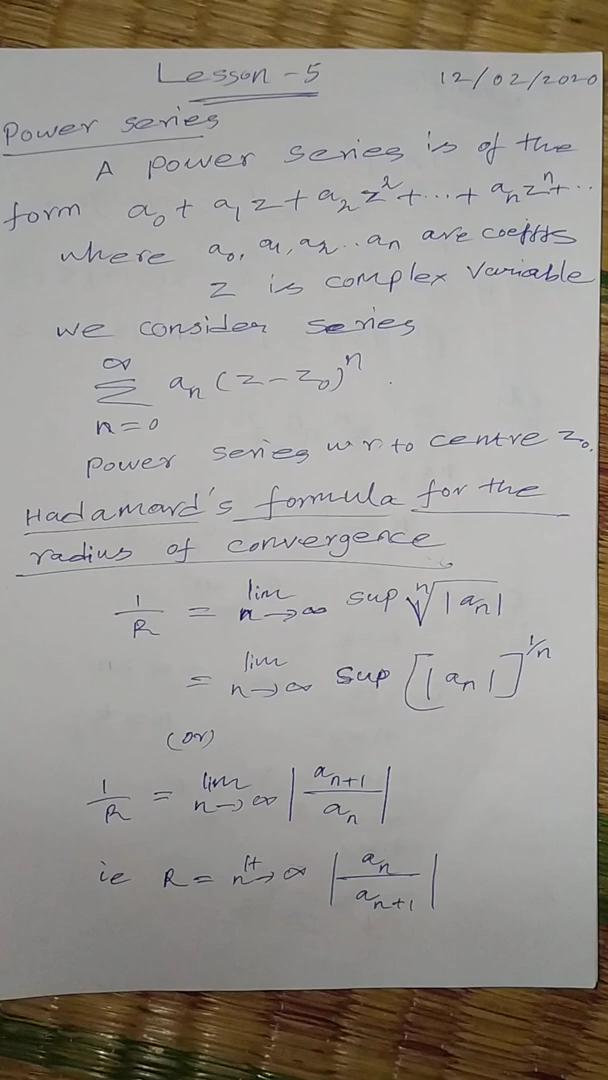 Lesson - 5 12/02/2020
Power series
A power series is of the
form a₀ + a₁z + a₂z² + ... + aₙzⁿ + ..
where a₀, a₁, a₂ .. aₙ are coeffts
z is complex variable
we consider series
∞
Σ aₙ (z - z₀)ⁿ .
n=0
power series w r to centre z₀.
Hadamard's formula for the
radius of convergence
1/R = lim n→∞ sup ⁿ√|aₙ|
= lim n→∞ sup [|aₙ|]^1/n
(or)
1/R = lim n→∞ |aₙ₊₁/aₙ|
ie R = lt n→∞ |aₙ/aₙ₊₁|